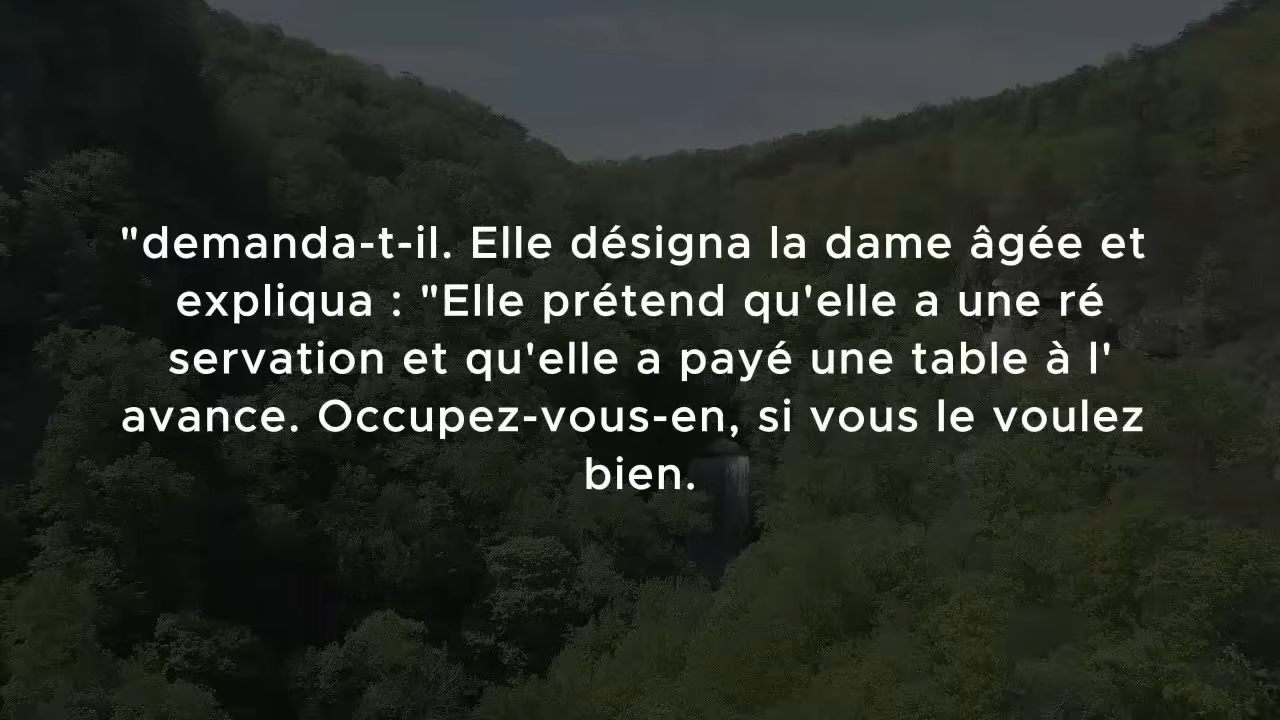 "demanda-t-il. Elle désigna la dame âgée et
expliqua : "Elle prétend qu'elle a une ré
servation et qu'elle a payé une table à l'
avance. Occupez-vous-en, si vous le voulez
bien.